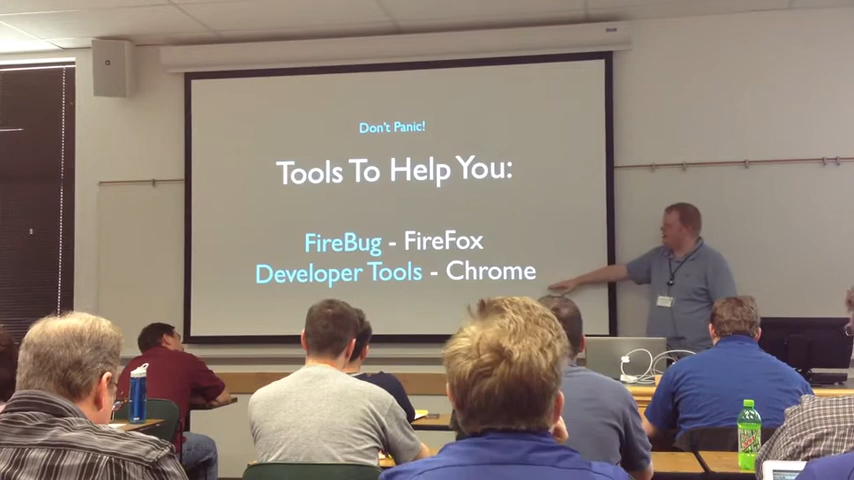 Don't Panic!
Tools To Help You:
FireBug - FireFox
Developer Tools - Chrome